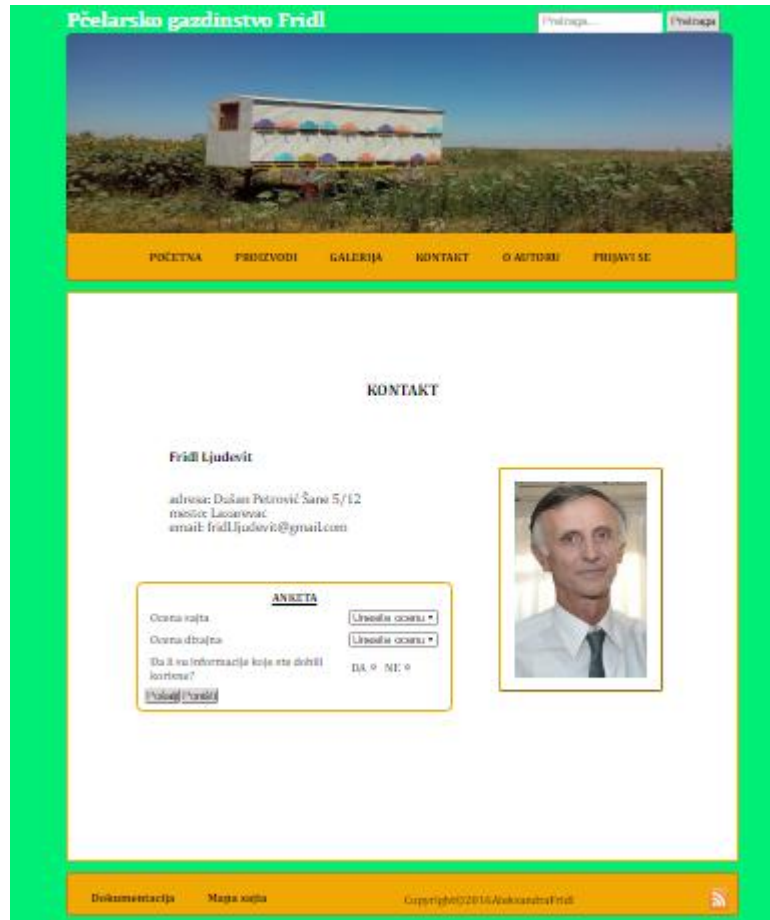 Pčelarsko gazdinstvo Fridl
Pretraga... Pretraga
POČETNA PROIZVODI GALERIJA KONTAKT O AUTORU PRIJAVI SE
KONTAKT
Fridl Ljudevit
adresa: Dušan Petrović Šane 5/12
mesto: Lazarevac
email: fridl.ljudevit@gmail.com
ANKETA
Ocena sajta Unesite ocenu
Ocena dizajna Unesite ocenu
Da li su informacije koje ste dobili
korisne?
DA NE
Pošalji Poništi
Dokumentacija Mapa sajta Copyright©2016AleksandraFridl